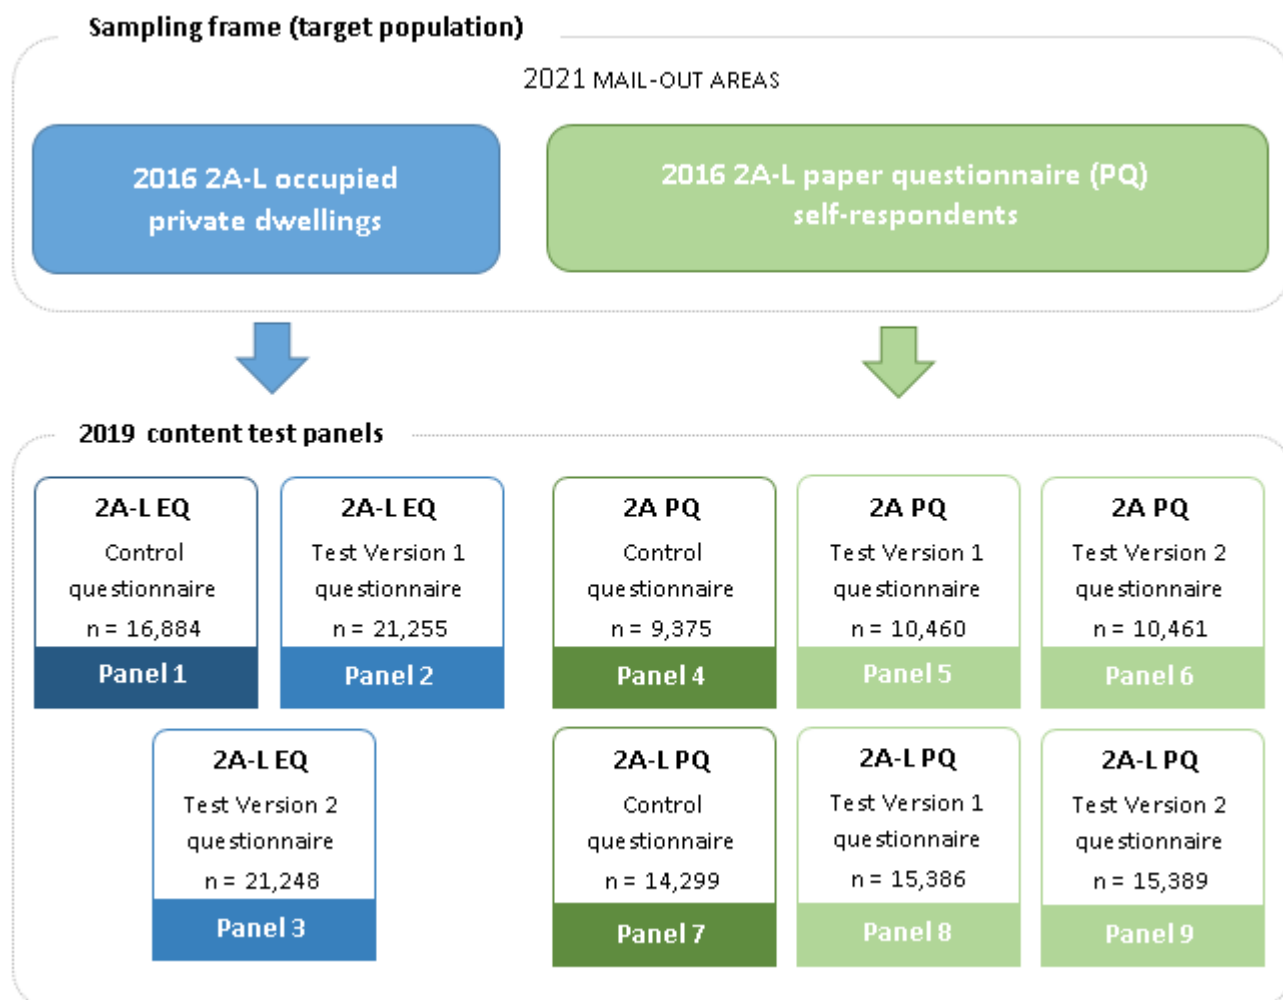 Sampling frame (target population)
2021 MAIL-OUT AREAS
2016 2A-L occupied
private dwellings
2016 2A-L paper questionnaire (PQ)
self-respondents
2019 content test panels
2A-L EQ
Control
questionnaire
n = 16,884
Panel 1
2A-L EQ
Test Version 1
questionnaire
n = 21,255
Panel 2
2A PQ
Control
questionnaire
n = 9,375
Panel 4
2A PQ
Test Version 1
questionnaire
n = 10,460
Panel 5
2A PQ
Test Version 2
questionnaire
n = 10,461
Panel 6
2A-L EQ
Test Version 2
questionnaire
n = 21,248
Panel 3
2A-L PQ
Control
questionnaire
n = 14,299
Panel 7
2A-L PQ
Test Version 1
questionnaire
n = 15,386
Panel 8
2A-L PQ
Test Version 2
questionnaire
n = 15,389
Panel 9